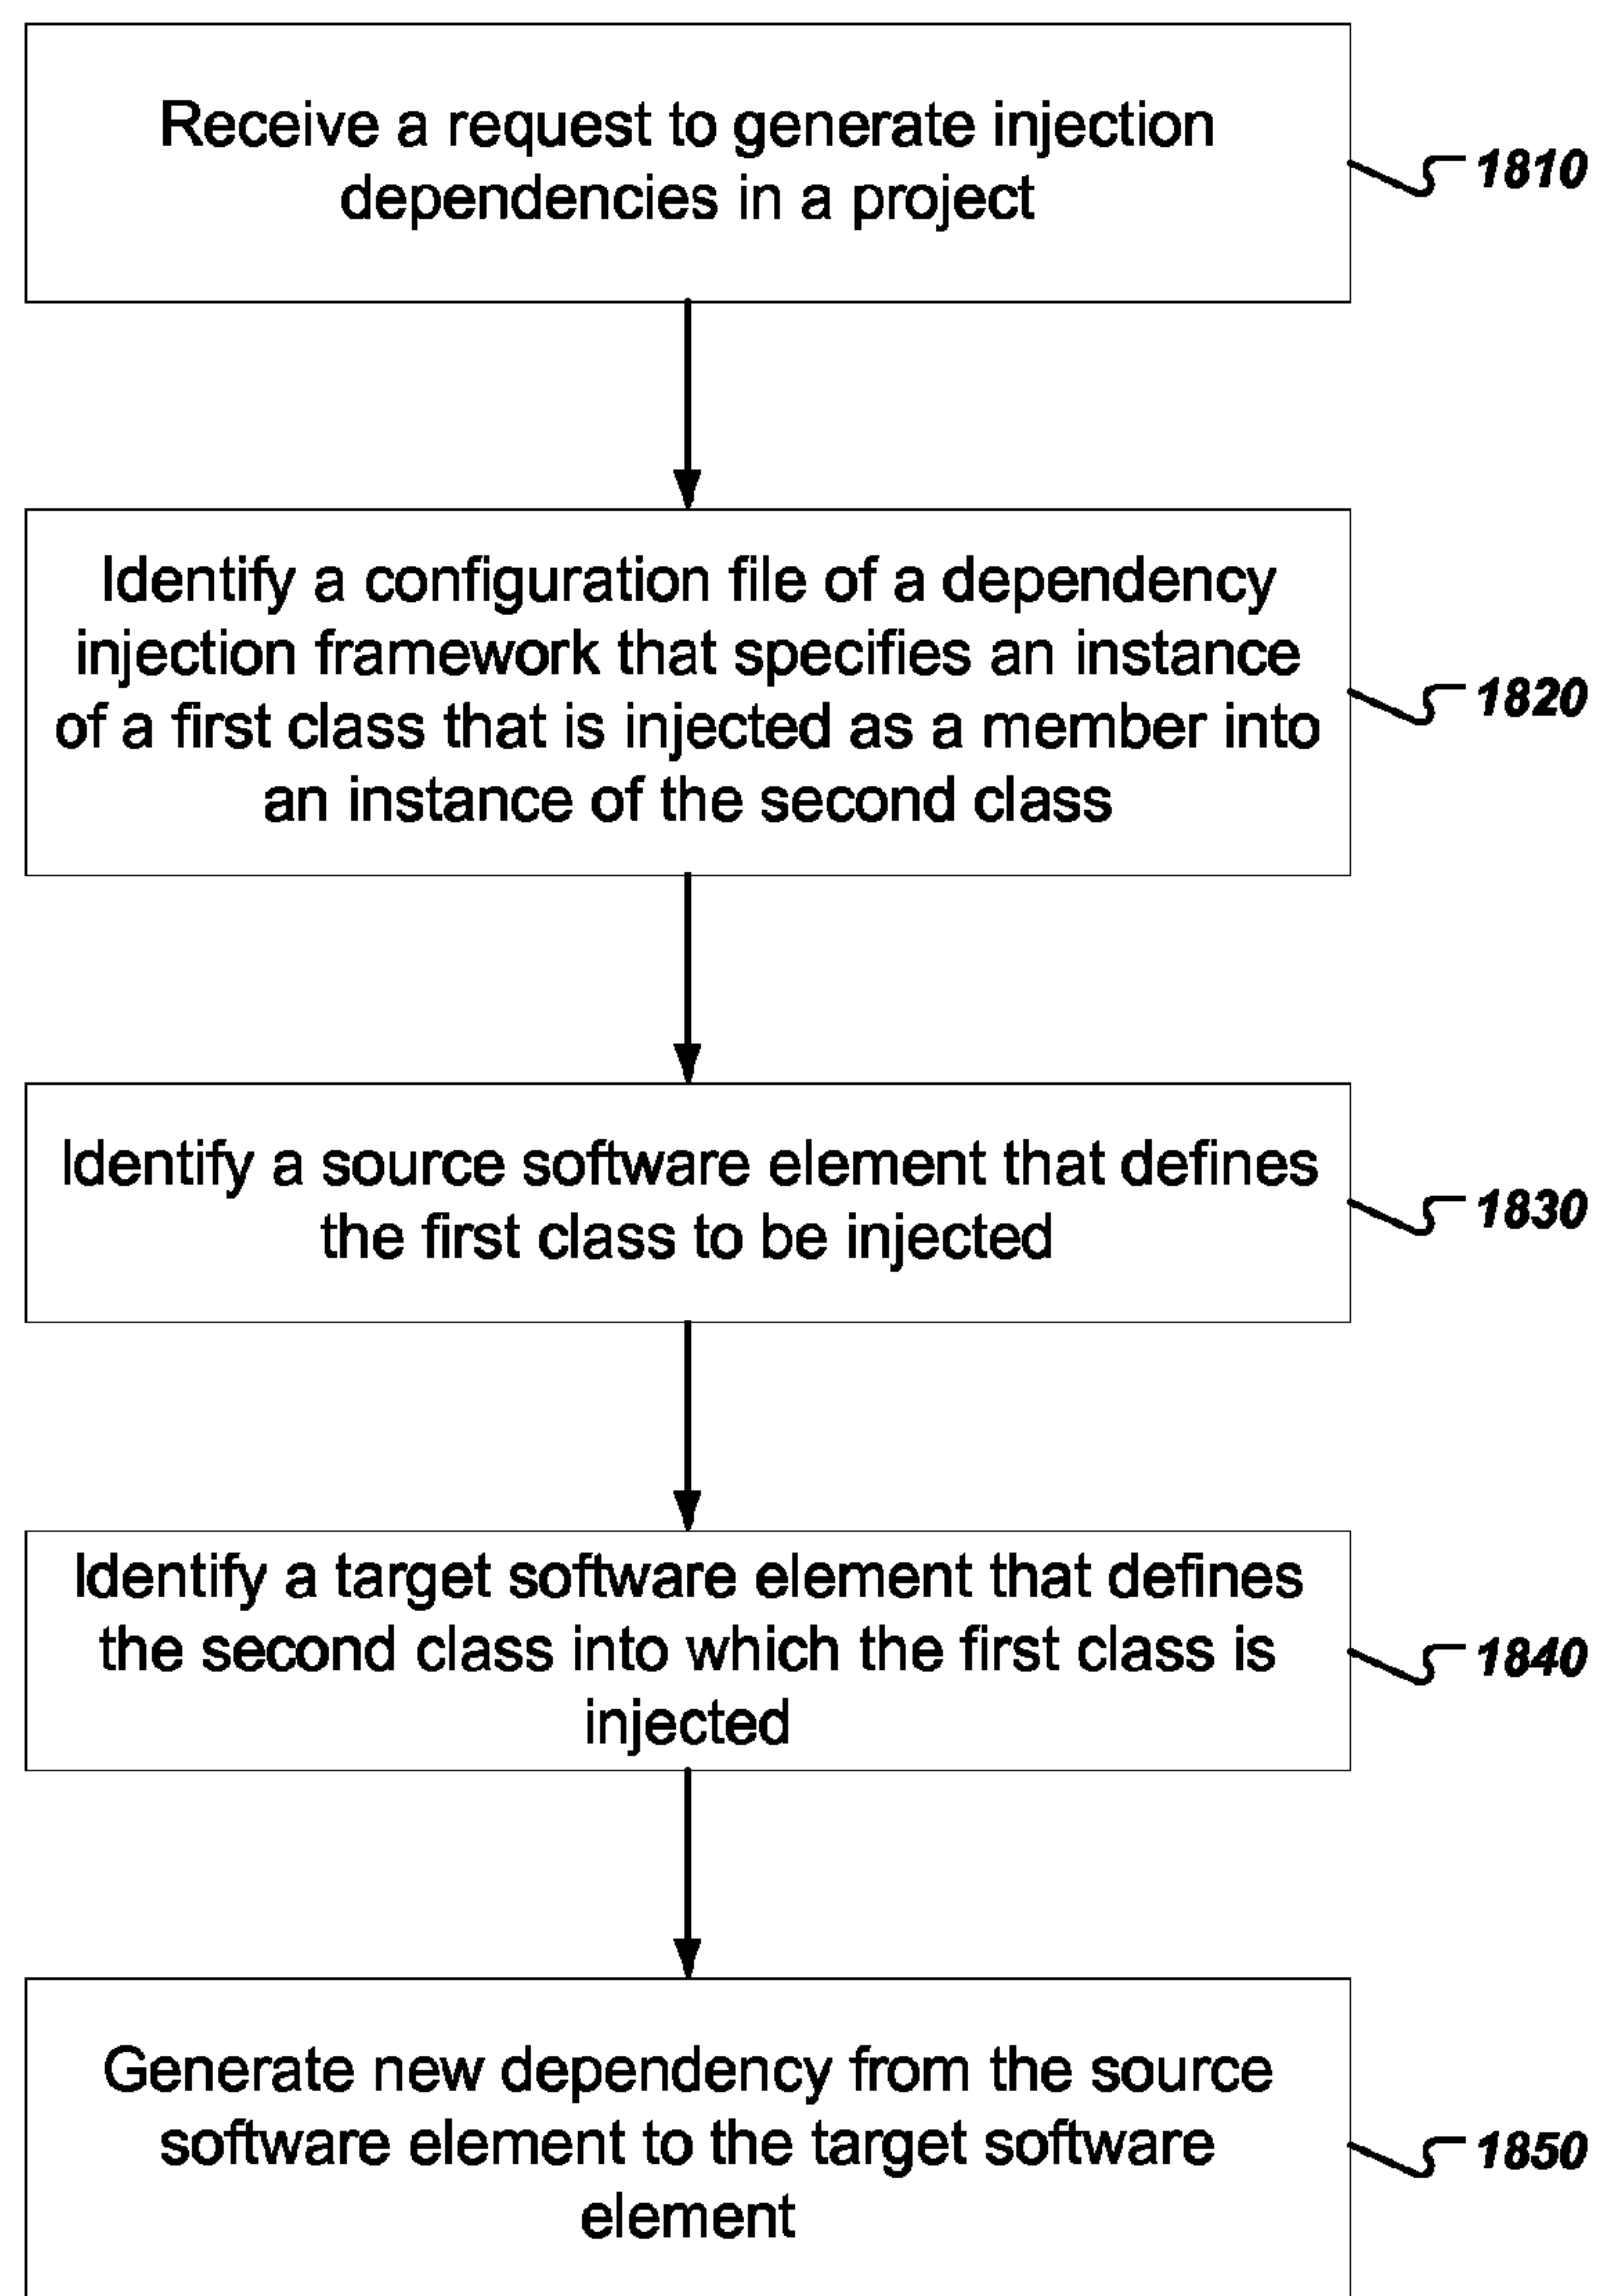 Receive a request to generate injection
dependencies in a project
1810
Identify a configuration file of a dependency
injection framework that specifies an instance
of a first class that is injected as a member into
an instance of the second class
1820
Identify a source software element that defines
the first class to be injected
1830
Identify a target software element that defines
the second class into which the first class is
injected
1840
Generate new dependency from the source
software element to the target software
element
1850